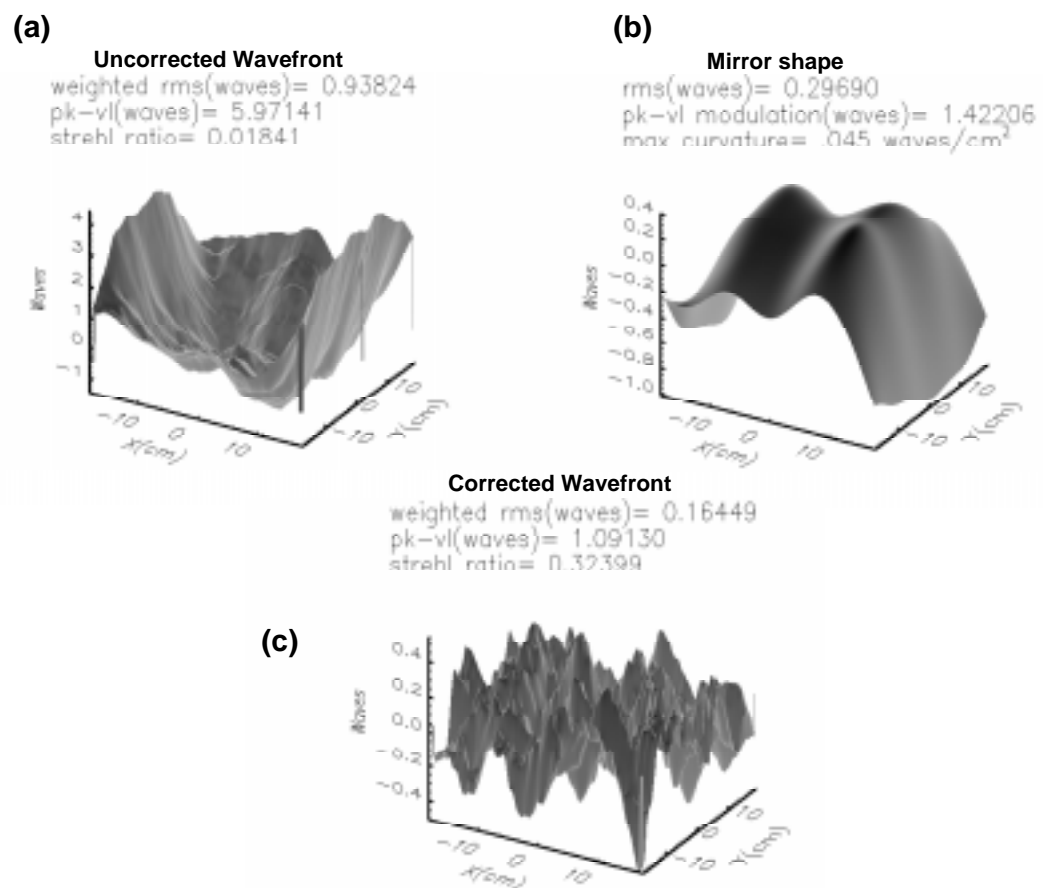 (a)
Uncorrected Wavefront
weighted rms(waves)= 0.93824
pk-vl(waves)= 5.97141
strehl ratio= 0.01841
4
3
2
1
0
-1
Waves
-10
0
10
X(cm)
-10
0
10
Y(cm)
(b)
Mirror shape
rms(waves)= 0.29690
pk-vl modulation(waves)= 1.42206
max curvature= .045 waves/cm²
0.4
0.2
0.0
-0.2
-0.4
-0.6
-0.8
-1.0
Waves
-10
0
10
X(cm)
-10
0
10
Y(cm)
Corrected Wavefront
weighted rms(waves)= 0.16449
pk-vl(waves)= 1.09130
strehl ratio= 0.32399
(c)
0.4
0.2
0.0
-0.2
-0.4
Waves
-10
0
10
X(cm)
-10
0
10
Y(cm)